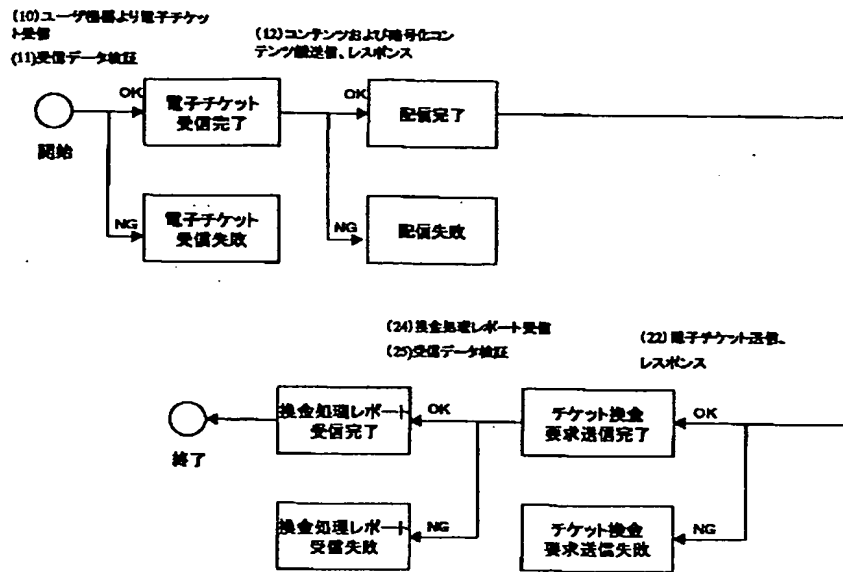 (10)ユーザ機器より電子チケッ
ト受信
(11)受信データ検証
(12)コンテンツおよび暗号化コン
テンツ鍵送信、レスポンス
OK
電子チケット
受信完了
OK
配信完了
開始
NG
電子チケット
受信失敗
NG
配信失敗
(24)換金処理レポート受信
(25)受信データ検証
(22)電子チケット送信、
レスポンス
換金処理レポート
受信完了
OK
チケット換金
要求送信完了
OK
終了
換金処理レポート
受信失敗
NG
チケット換金
要求送信失敗
NG